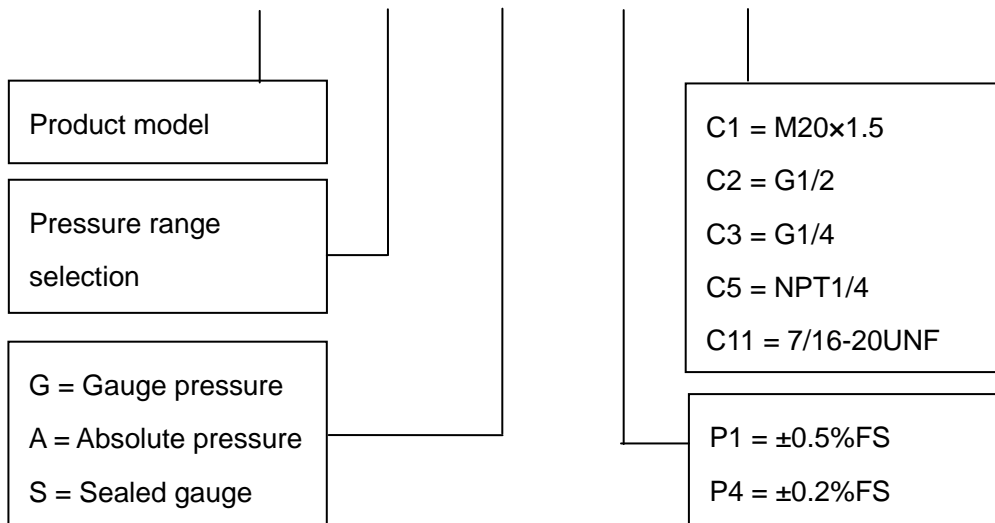 Product model
Pressure range
selection
G = Gauge pressure
A = Absolute pressure
S = Sealed gauge
C1 = M20×1.5
C2 = G1/2
C3 = G1/4
C5 = NPT1/4
C11 = 7/16-20UNF
P1 = ±0.5%FS
P4 = ±0.2%FS